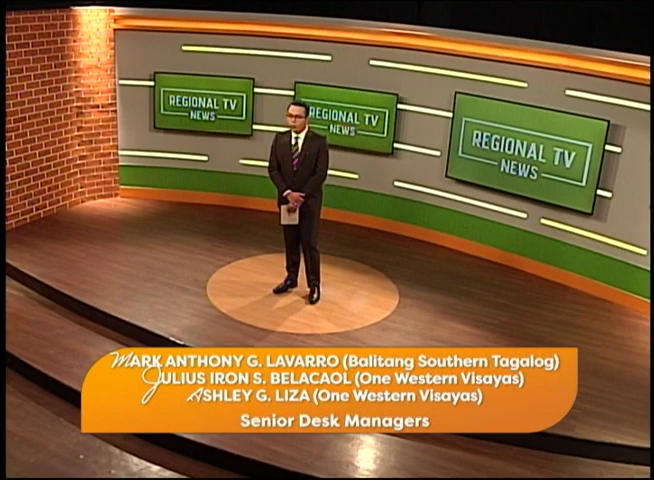 REGIONAL TV
NEWS
REGIONAL TV
NEWS
REGIONAL TV
NEWS
MARK ANTHONY G. LAVARRO (Balitang Southern Tagalog)
JULIUS IRON S. BELACAOL (One Western Visayas)
ASHLEY G. LIZA (One Western Visayas)
Senior Desk Managers